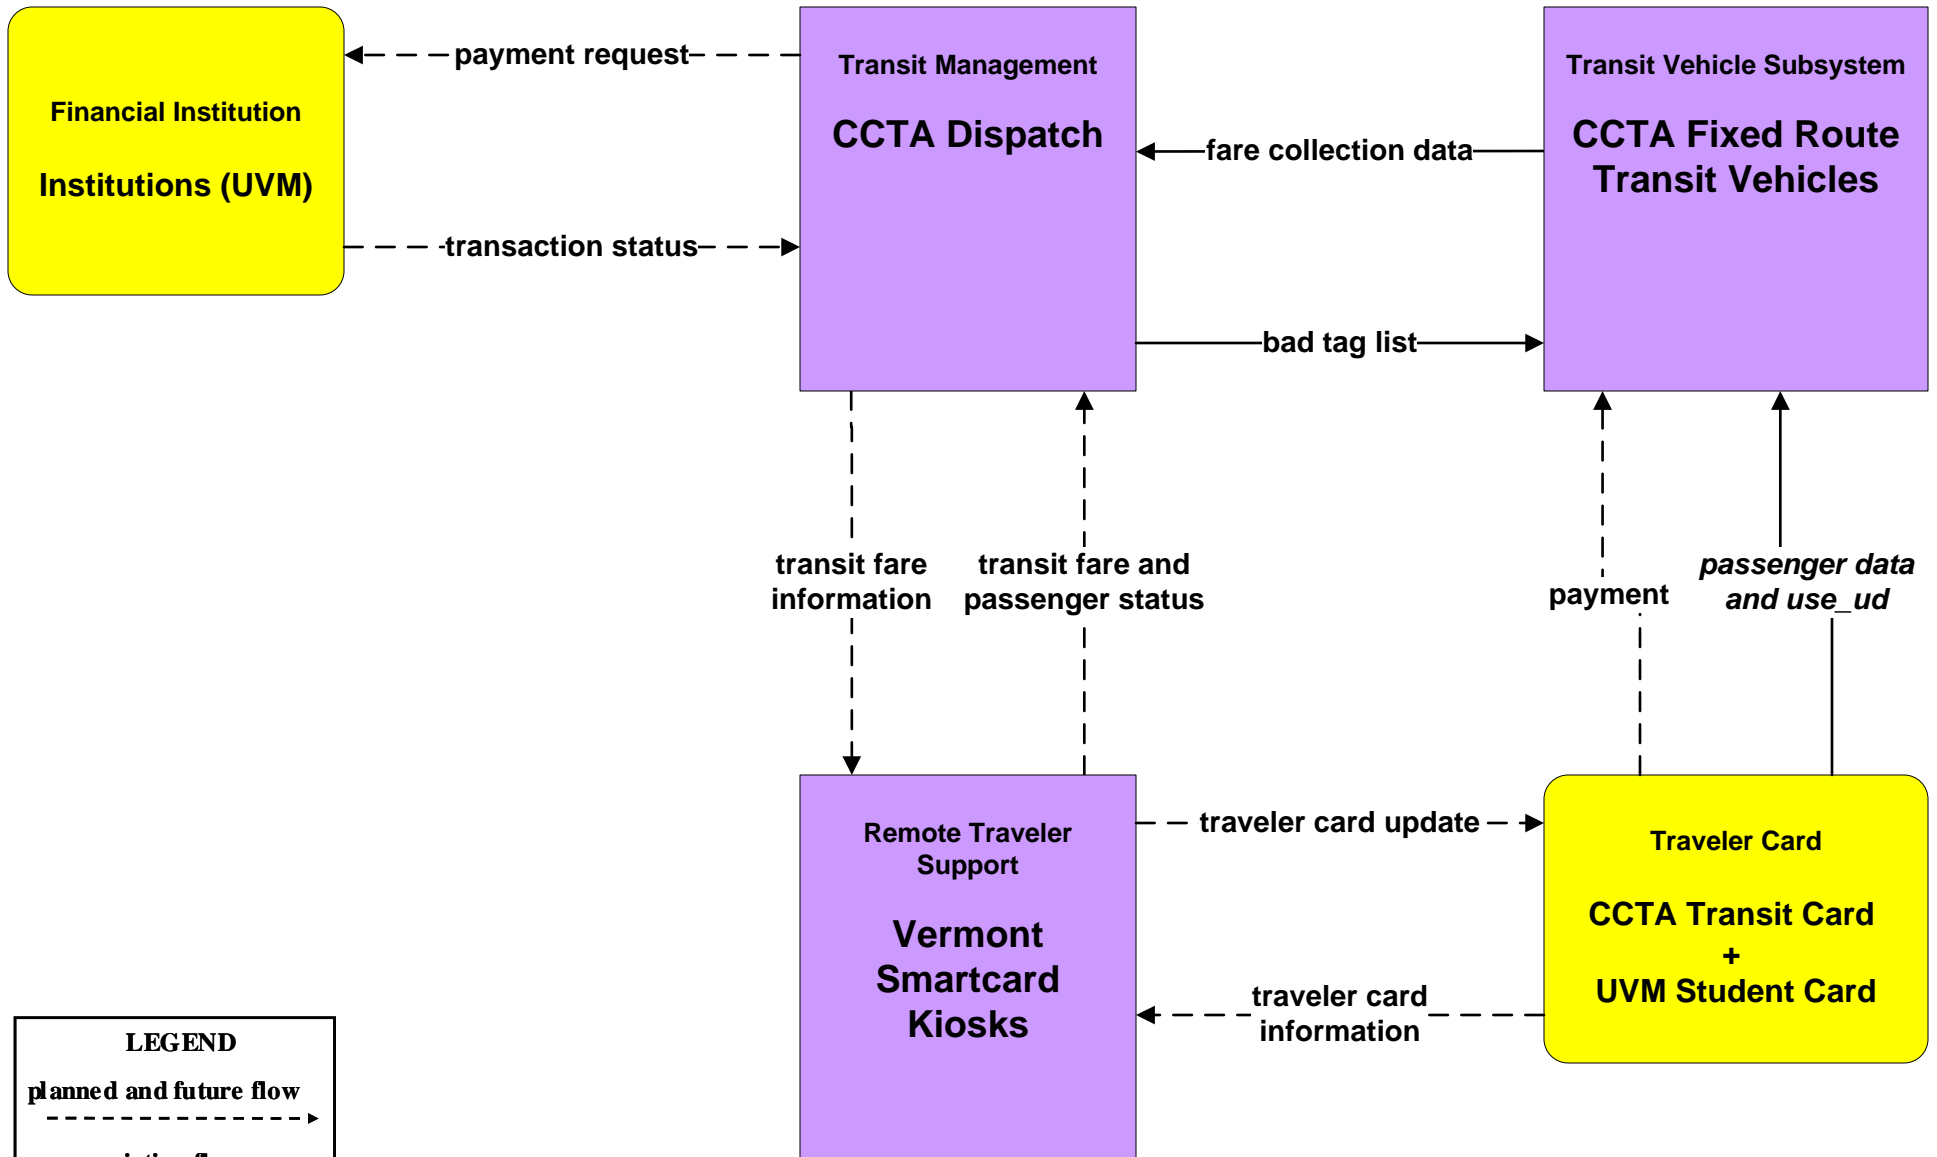 payment request
Financial Institution
Institutions (UVM)
transaction status
Transit Management
CCTA Dispatch
fare collection data
bad tag list
Transit Vehicle Subsystem
CCTA Fixed Route
Transit Vehicles
transit fare
information
transit fare and
passenger status
payment
passenger data
and use_ud
Remote Traveler
Support
Vermont
Smartcard
Kiosks
traveler card update
traveler card
information
Traveler Card
CCTA Transit Card
+
UVM Student Card
LEGEND
planned and future flow